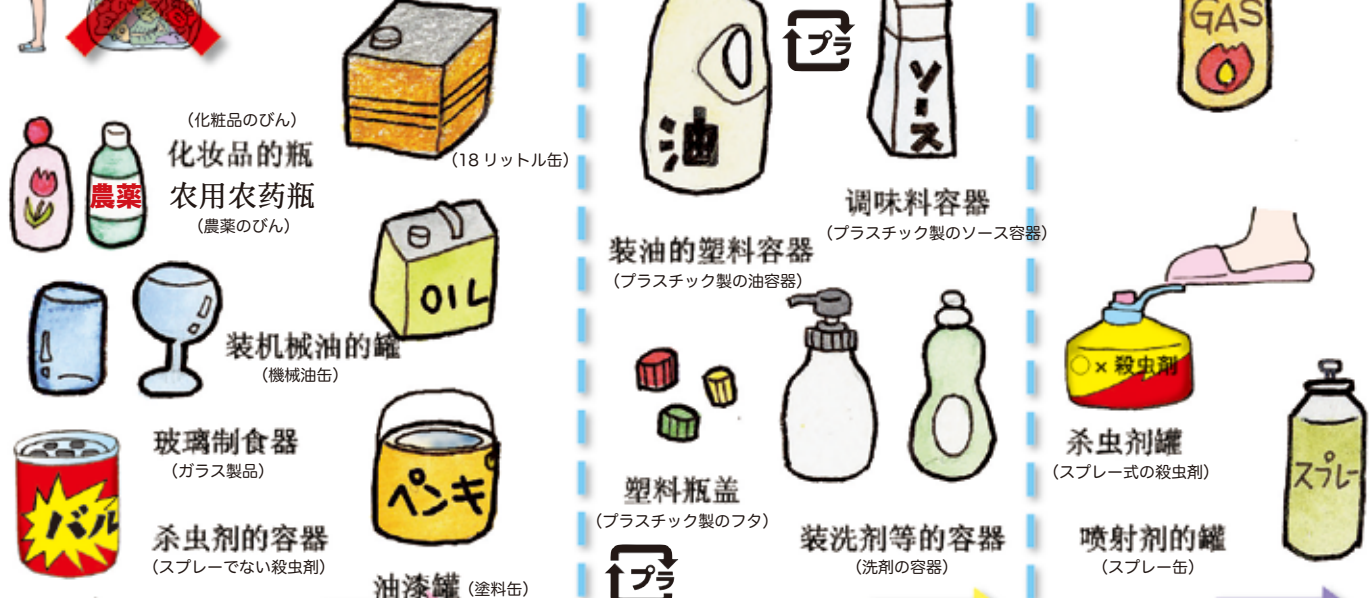 (化粧品のびん)
化妆品的瓶
農薬
农用农药瓶
(農薬のびん)
(18 リットル缶)
OIL
装机械油的罐
(機械油缶)
玻璃制食器
(ガラス製品)
バル
杀虫剂的容器
(スプレーでない殺虫剤)
ペンキ
油漆罐 (塗料缶)
プラ
油
ソース
调味料容器
(プラスチック製のソース容器)
装油的塑料容器
(プラスチック製の油容器)
塑料瓶盖
(プラスチック製のフタ)
プラ
装洗剂等的容器
(洗剤の容器)
GAS
○×殺虫剤
杀虫剂罐
(スプレー式の殺虫剤)
スプレー
喷射剂的罐
(スプレー缶)